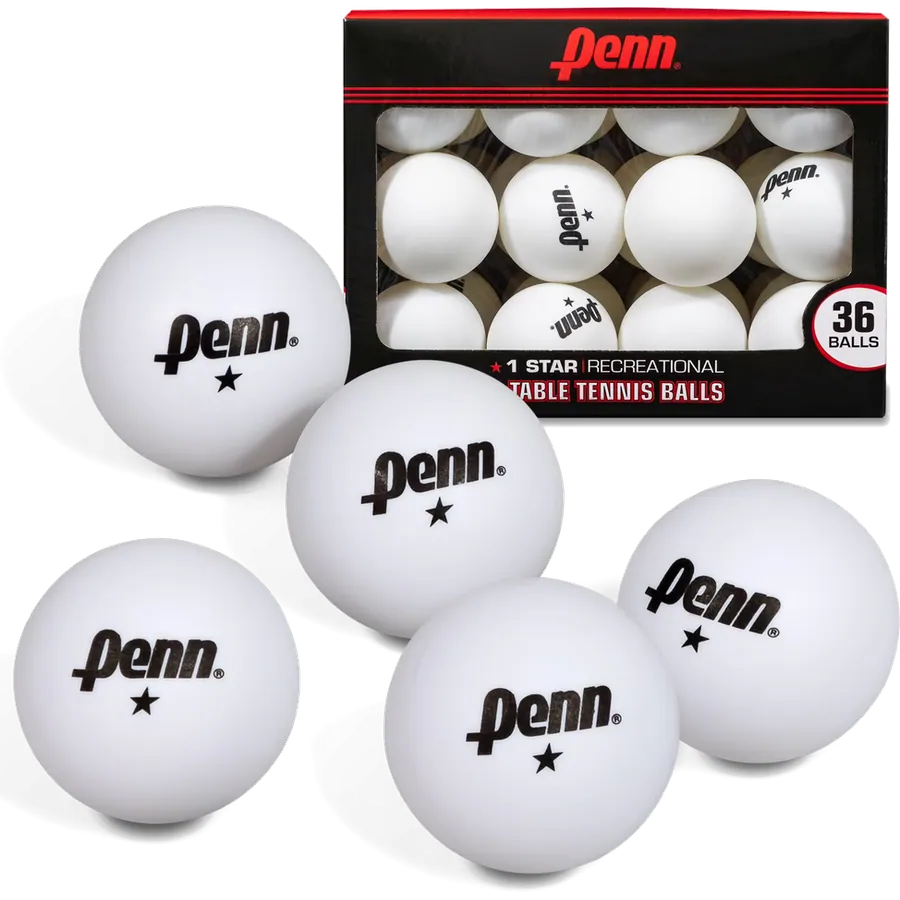 Penn®
Penn
★
Penn
★
Penn
★
36
BALLS
★ 1 STAR | RECREATIONAL
TABLE TENNIS BALLS
Penn®
★
Penn®
★
Penn®
★
Penn®
★
Penn®
★